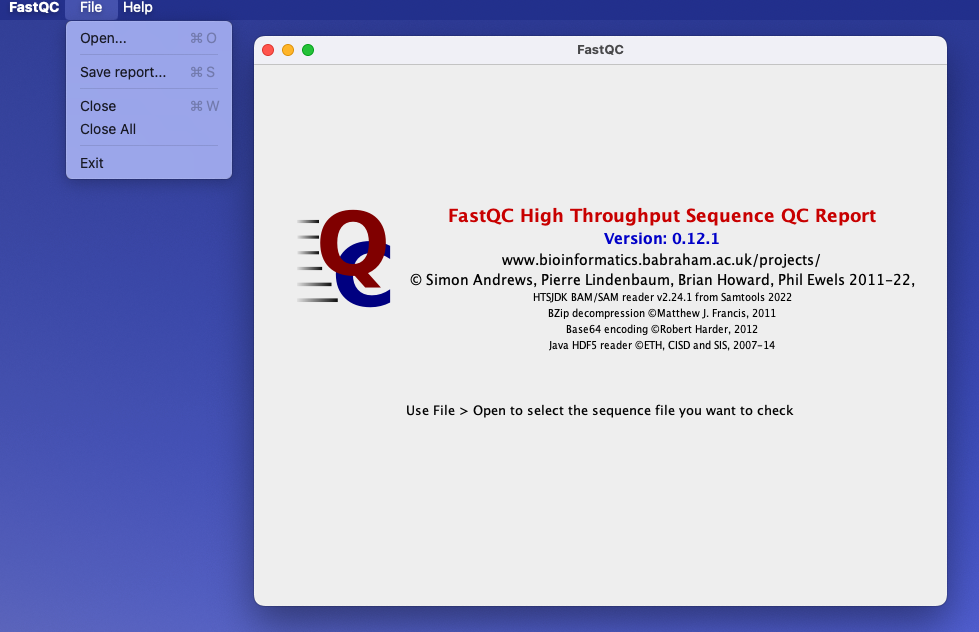 FastQC File Help
Open... ⌘ O
Save report... ⌘ S
Close ⌘ W
Close All
Exit
FastQC
QC
FastQC High Throughput Sequence QC Report
Version: 0.12.1
www.bioinformatics.babraham.ac.uk/projects/
© Simon Andrews, Pierre Lindenbaum, Brian Howard, Phil Ewels 2011-22,
HTSJDK BAM/SAM reader v2.24.1 from Samtools 2022
BZip decompression ©Matthew J. Francis, 2011
Base64 encoding ©Robert Harder, 2012
Java HDF5 reader ©ETH, CISD and SIS, 2007-14
Use File > Open to select the sequence file you want to check